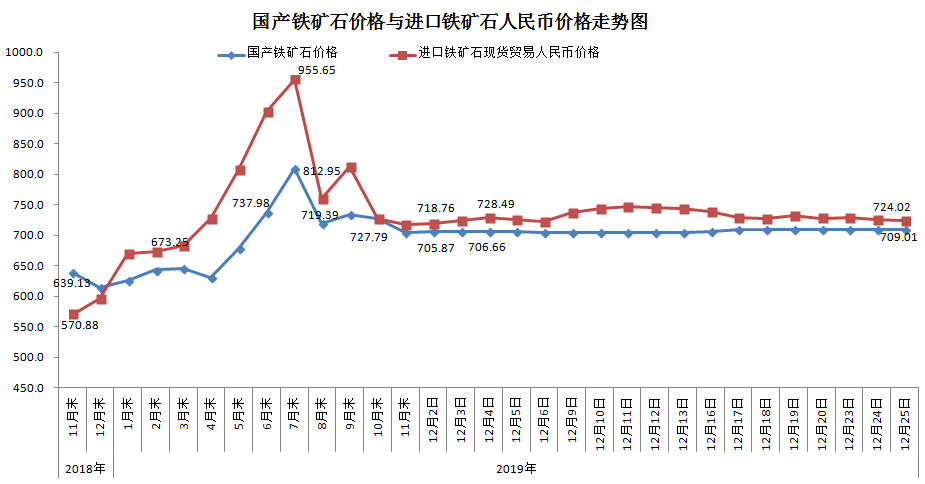 国产铁矿石价格与进口铁矿石人民币价格走势图
国产铁矿石价格 进口铁矿石现货贸易人民币价格
1000.0
950.0
900.0
850.0
800.0
750.0
700.0
650.0
600.0
550.0
500.0
450.0
955.65
812.95
737.98
719.39
673.25
727.79
718.76
728.49
724.02
639.13
705.87
706.66
709.01
570.88
11月末
12月末
1月末
2月末
3月末
4月末
5月末
6月末
7月末
8月末
9月末
10月末
11月末
12月2日
12月3日
12月4日
12月5日
12月6日
12月9日
12月10日
12月11日
12月12日
12月13日
12月16日
12月17日
12月18日
12月19日
12月20日
12月23日
12月24日
12月25日
2018年 2019年